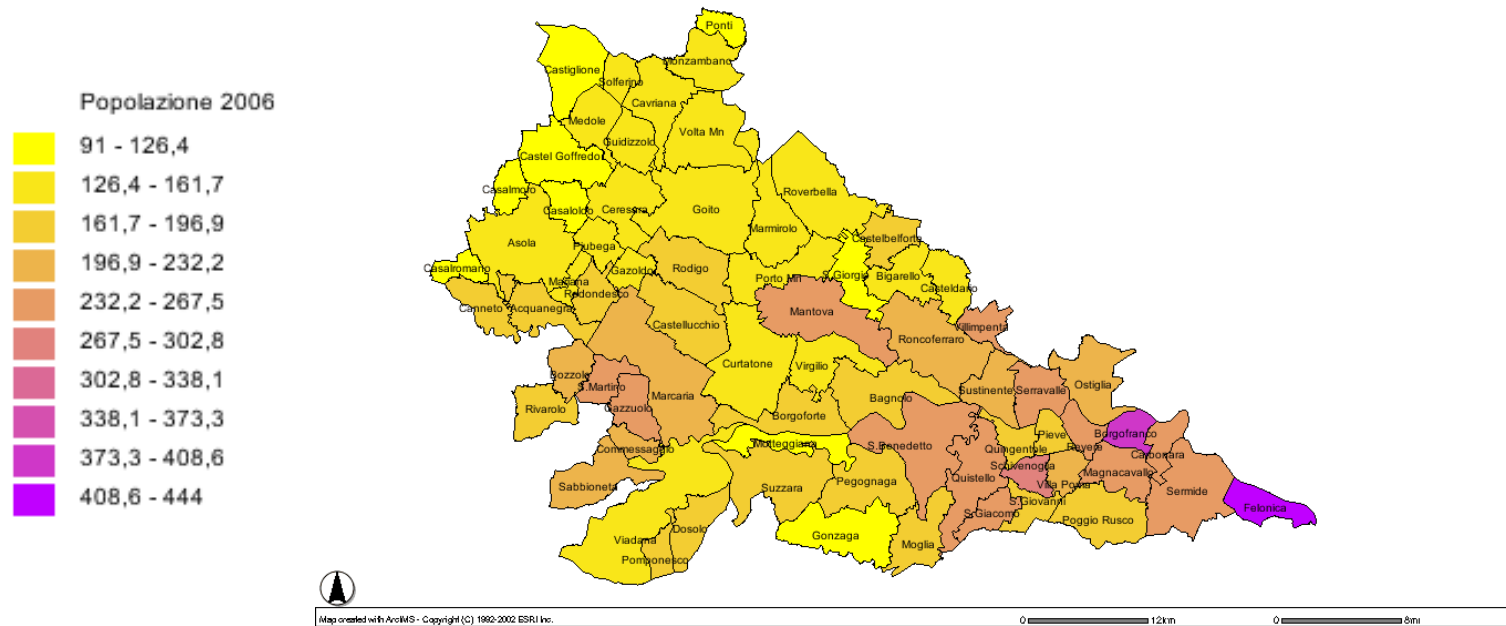 Popolazione 2006
91 - 126,4
126,4 - 161,7
161,7 - 196,9
196,9 - 232,2
232,2 - 267,5
267,5 - 302,8
302,8 - 338,1
338,1 - 373,3
373,3 - 408,6
408,6 - 444
Ponti
Monzambano
Castiglione
Solferino
Cavriana
Medole
Volta Mn
Guidizzolo
Castel Goffredo
Casalmoro
Roverbella
Casaloldo
Ceresara
Goito
Marmirolo
Castelbelforte
Asola
Piubega
Casalromano
Gazoldo
Rodigo
Porto Mn
S.Giorgio
Bigarello
Casteldario
Mariana
Redondesco
Canneto
Acquanegra
Mantova
Castellucchio
Villimpenta
Roncoferraro
Curtatone
Virgilio
Bozzolo
S.Martino
Marcaria
Sustinente
Serravalle
Ostiglia
Rivarolo
Gazzuolo
Borgoforte
Bagnolo
Commessaggio
Motteggiana
S.Benedetto
Quingentole
Pieve
Revere
Borgofranco
Carbonara
Schivenoglia
Magnacavallo
Sabbioneta
Suzzara
Pegognaga
Quistello
Villa Poma
Sermide
S.Giovanni
S.Giacomo
Poggio Rusco
Felonica
Viadana
Dosolo
Pomponesco
Gonzaga
Moglia
Map created with ArcIMS - Copyright (C) 1992-2002 ESRI Inc.
0 12km 0 8mi